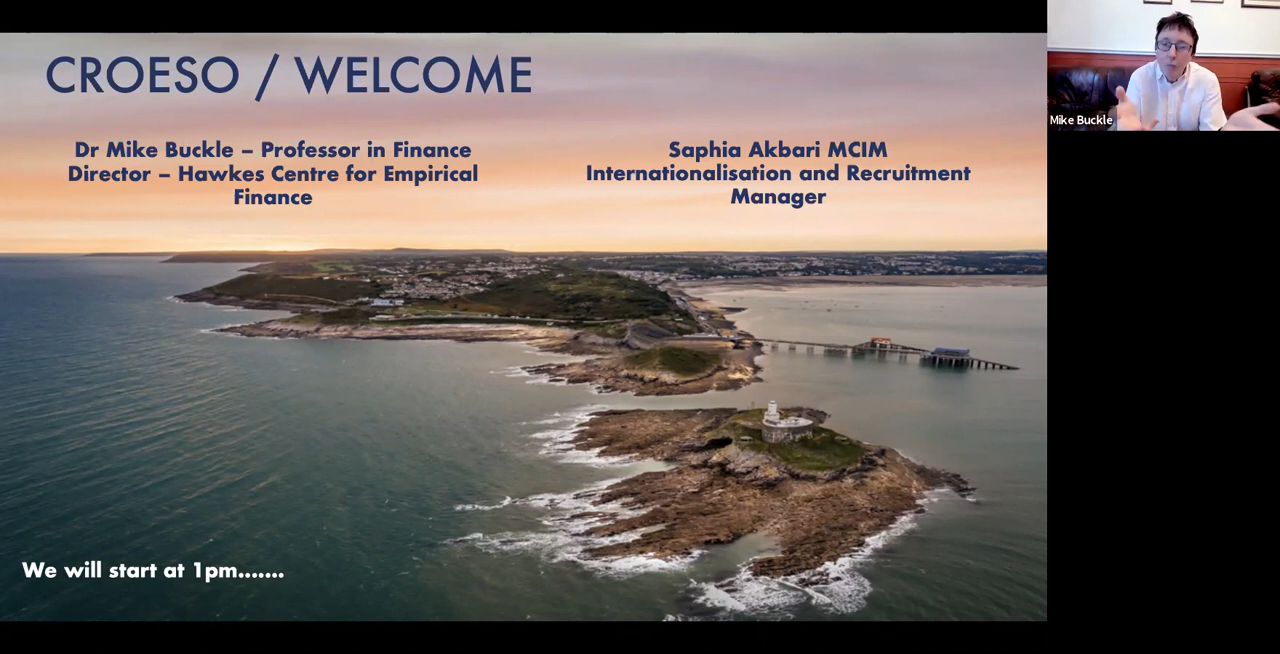 CROESO / WELCOME
Dr Mike Buckle – Professor in Finance
Director – Hawkes Centre for Empirical
Finance
Saphia Akbari MCIM
Internationalisation and Recruitment
Manager
Mike Buckle
We will start at 1pm.......